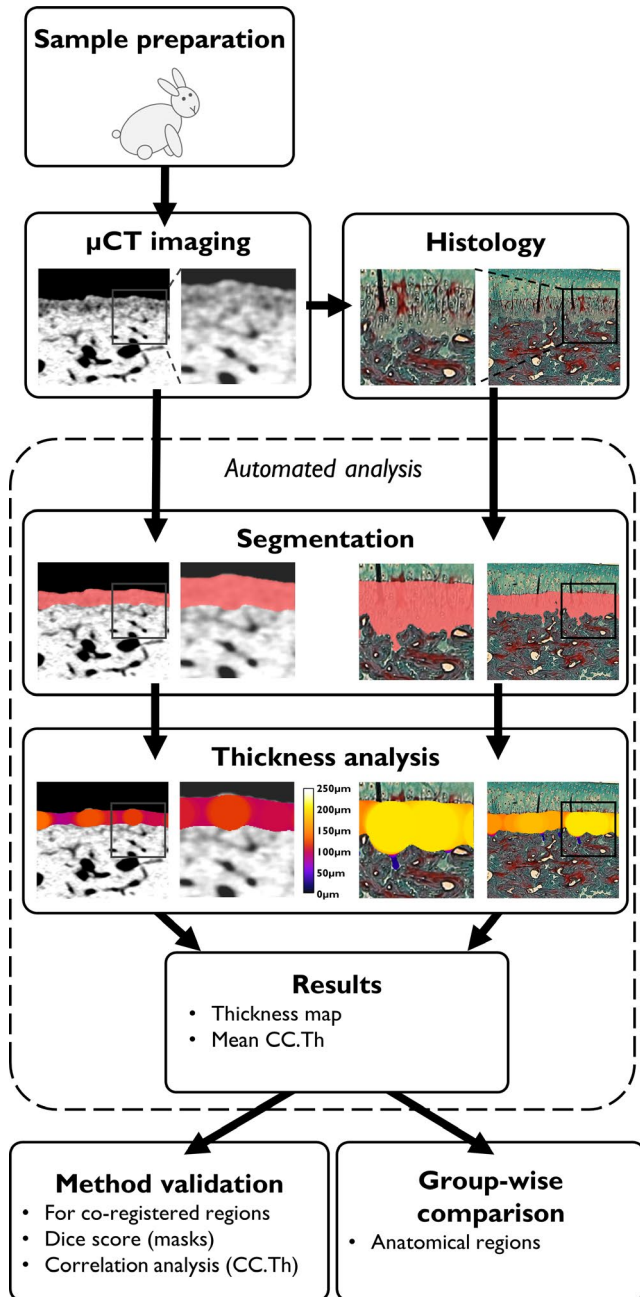 Sample preparation
µCT imaging
Histology
Automated analysis
Segmentation
Thickness analysis
250µm
200µm
150µm
100µm
50µm
0µm
Results
• Thickness map
• Mean CC.Th
Method validation
• For co-registered regions
• Dice score (masks)
• Correlation analysis (CC.Th)
Group-wise
comparison
• Anatomical regions